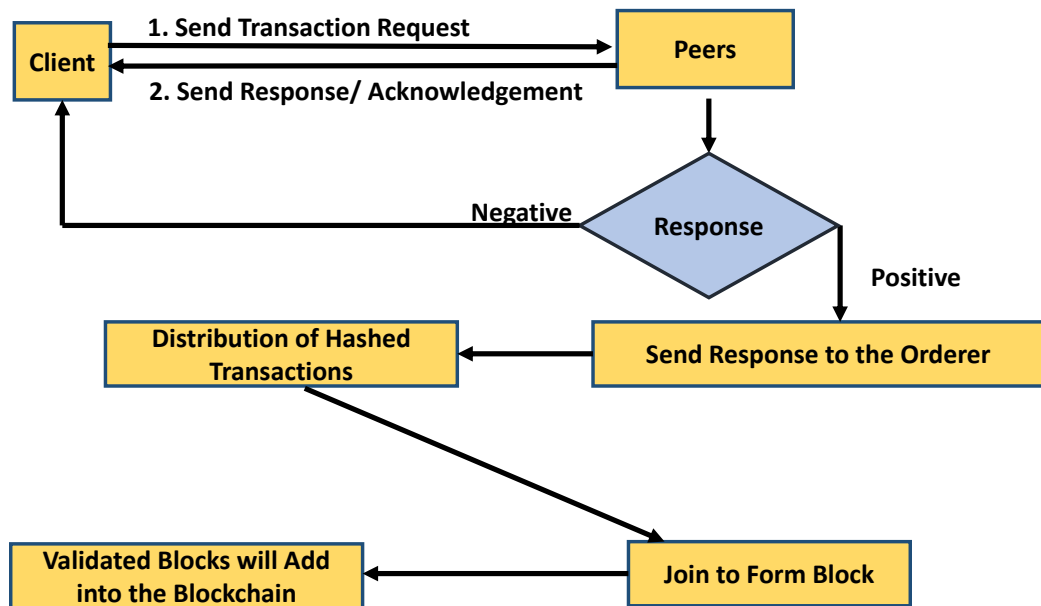 1. Send Transaction Request
Client
Peers
2. Send Response/ Acknowledgement
Negative
Response
Positive
Distribution of Hashed
Transactions
Send Response to the Orderer
Validated Blocks will Add
into the Blockchain
Join to Form Block